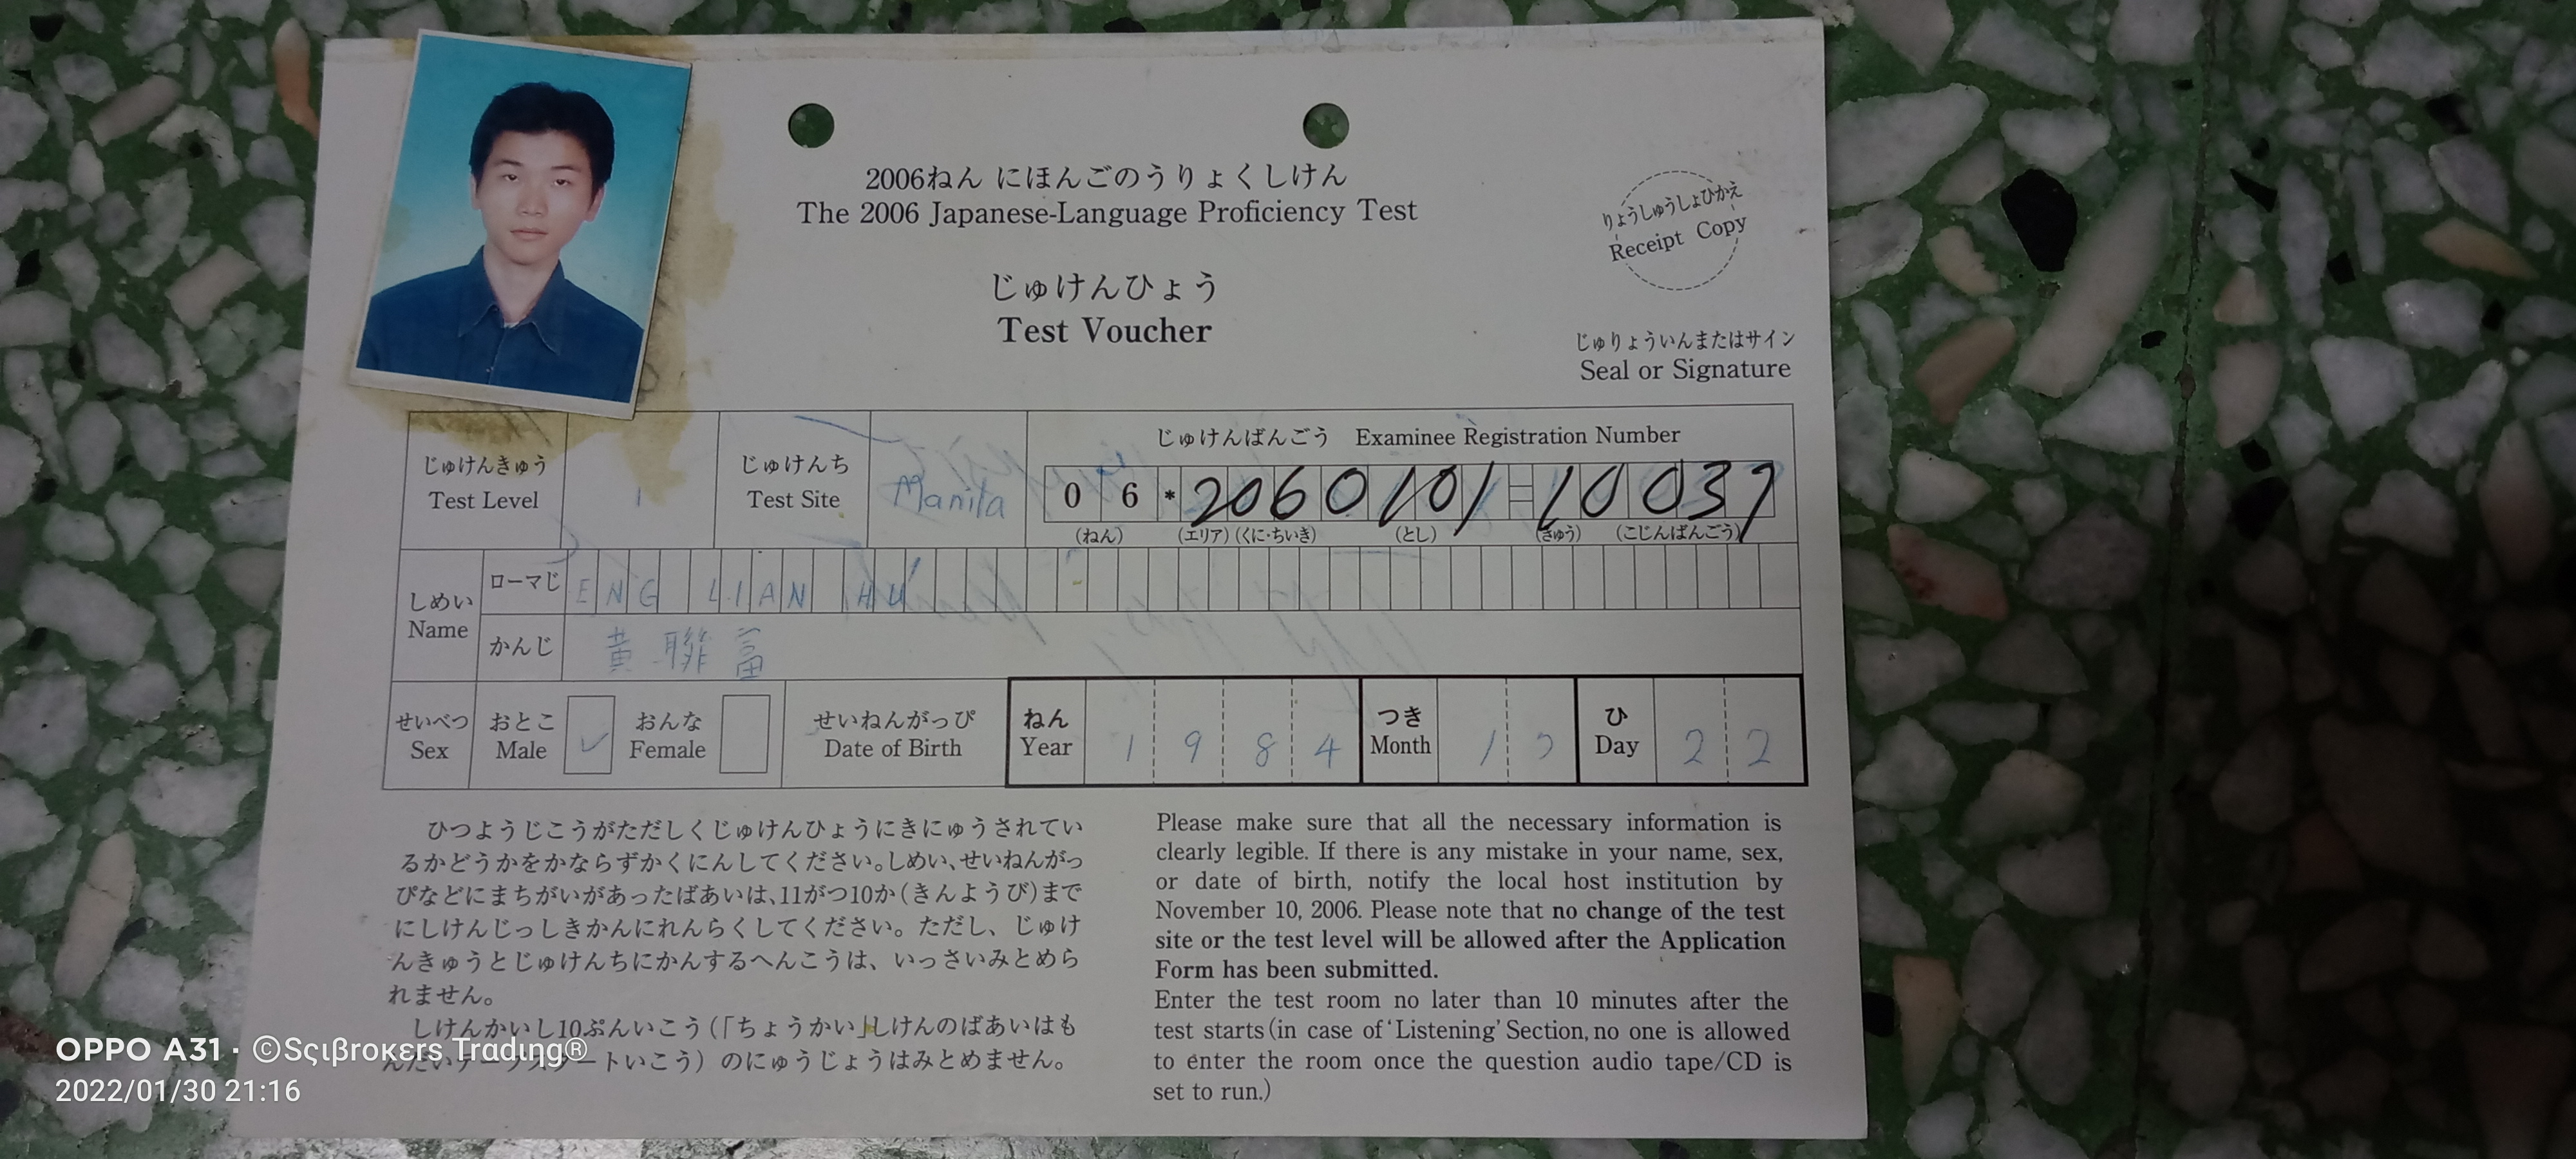 2006ねん にほんごのうりょくしけん
The 2006 Japanese-Language Proficiency Test
じゅけんひょう
Test Voucher
りょうしゅうしょひかえ
Receipt Copy
じゅりょういんまたはサイン
Seal or Signature
じゅけんきゅう
Test Level
1
じゅけんち
Test Site
Manila
じゅけんばんごう Examinee Registration Number
0 6 * 2060101-10037
(ねん) (エリア) (くに・ちいき) (とし) (きゅう) (こじんばんごう)
しめい
Name
ローマじ
ENG LIAN HU
かんじ
黄聯富
せいべつ
Sex
おとこ
Male
おんな
Female
せいねんがっぴ
Date of Birth
ねん
Year
1984
つき
Month
1
ひ
Day
22
ひつようじこうがただしくじゅけんひょうにきにゅうされてい
るかどうかをかならずかくにんしてください。しめい、せいねんがっ
ぴなどにまちがいがあったばあいは、11がつ10か(きんようび)まで
にしけんじっしきかんにれんらくしてください。ただし、じゅけ
んきゅうとじゅけんちにかんするへんこうは、いっさいみとめら
れません。
しけんかいし10ぷんいこう(「ちょうかい」しけんのばあいはも
んだいテープスタートいこう) のにゅうじょうはみとめません。
Please make sure that all the necessary information is
clearly legible. If there is any mistake in your name, sex,
or date of birth, notify the local host institution by
November 10, 2006. Please note that no change of the test
site or the test level will be allowed after the Application
Form has been submitted.
Enter the test room no later than 10 minutes after the
test starts (in case of 'Listening' Section, no one is allowed
to enter the room once the question audio tape/CD is
set to run.)
OPPO A31 · ©Sςιβroκεrs Trading®
2022/01/30 21:16